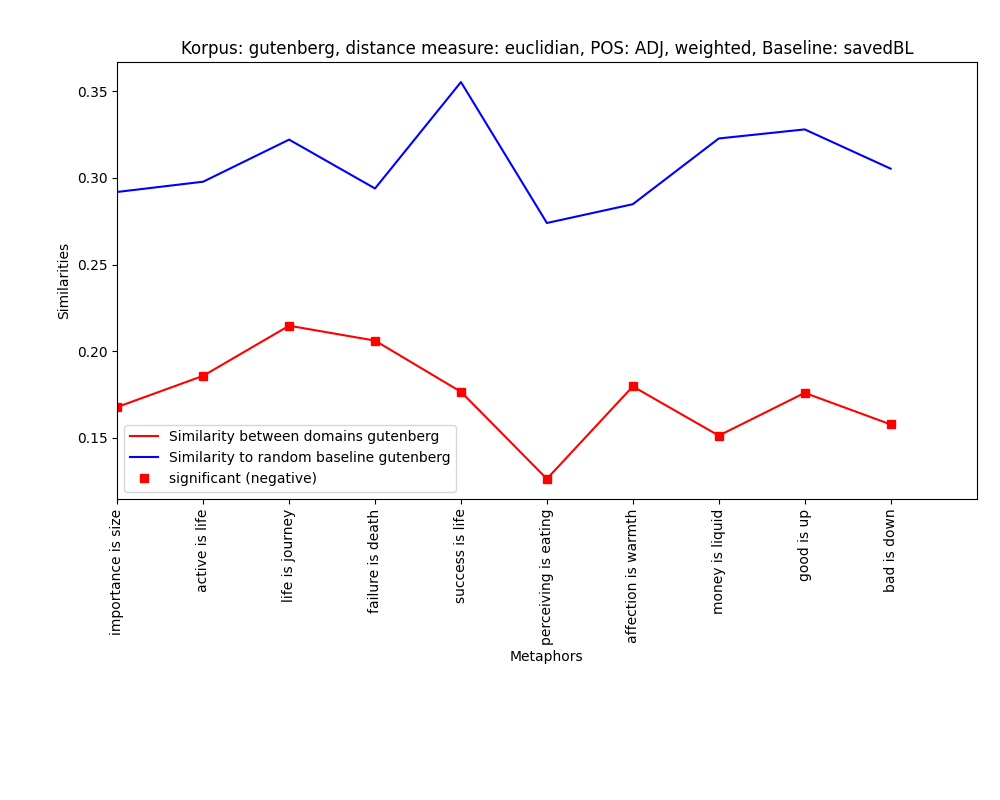 Korpus: gutenberg, distance measure: euclidian, POS: ADJ, weighted, Baseline: savedBL
Similarities
0.35
0.30
0.25
0.20
0.15
Similarity between domains gutenberg
Similarity to random baseline gutenberg
significant (negative)
importance is size
active is life
life is journey
failure is death
success is life
perceiving is eating
affection is warmth
money is liquid
good is up
bad is down
Metaphors